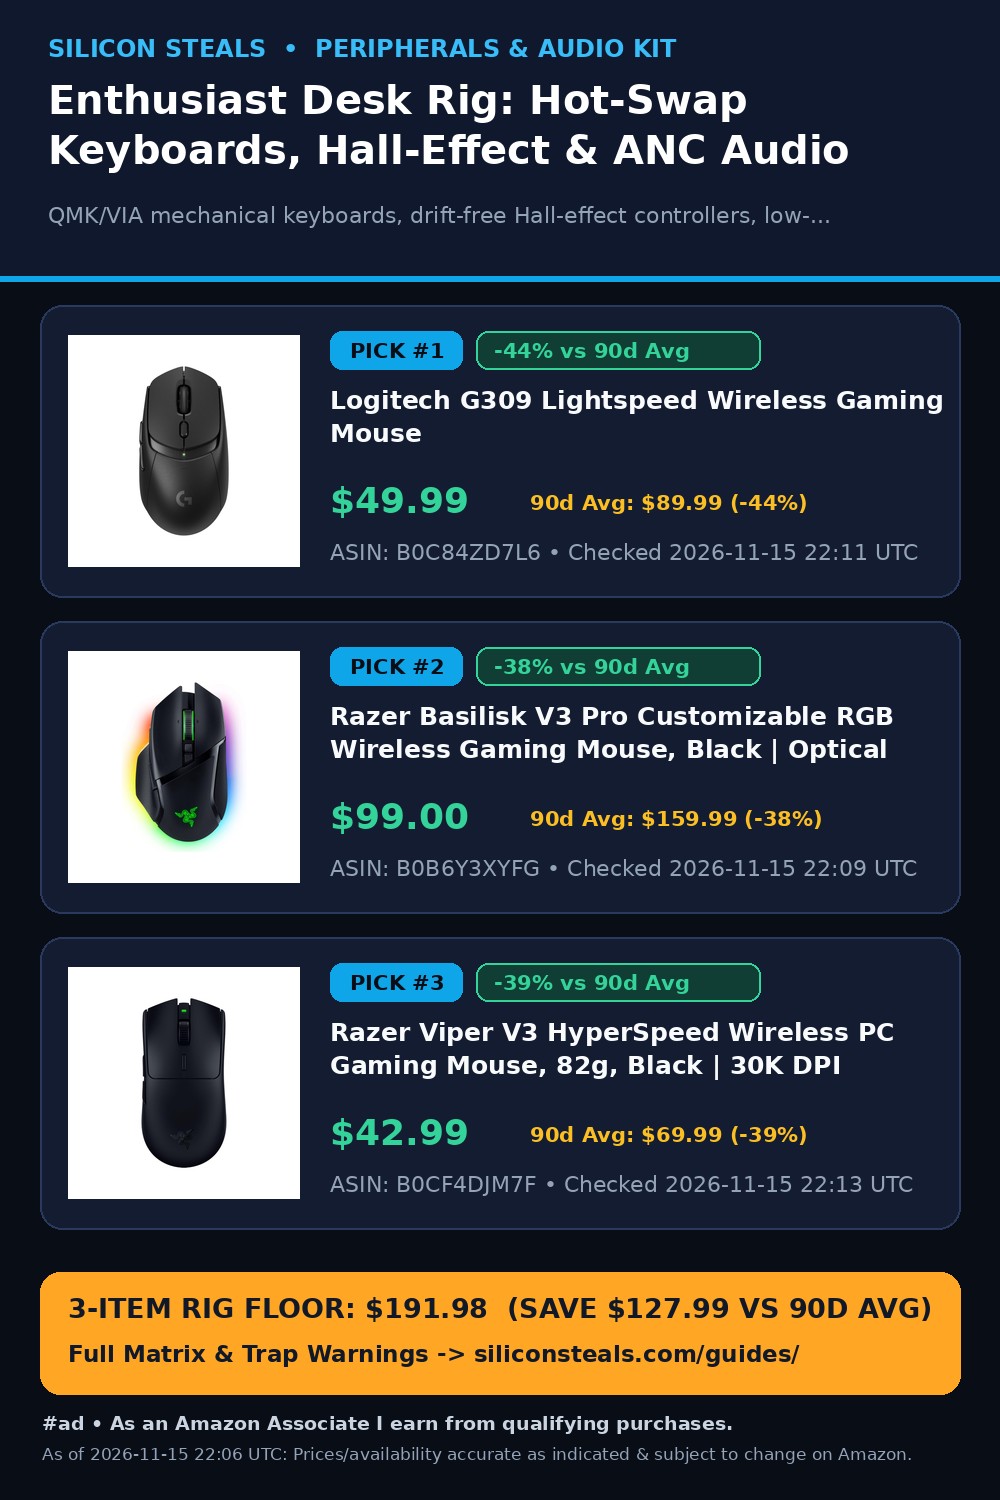 SILICON STEALS • PERIPHERALS & AUDIO KIT
Enthusiast Desk Rig: Hot-Swap
Keyboards, Hall-Effect & ANC Audio
QMK/VIA mechanical keyboards, drift-free Hall-effect controllers, low-...
PICK #1
-44% vs 90d Avg
Logitech G309 Lightspeed Wireless Gaming
Mouse
$49.99
90d Avg: $89.99 (-44%)
ASIN: B0C84ZD7L6 • Checked 2026-11-15 22:11 UTC
PICK #2
-38% vs 90d Avg
Razer Basilisk V3 Pro Customizable RGB
Wireless Gaming Mouse, Black | Optical
$99.00
90d Avg: $159.99 (-38%)
ASIN: B0B6Y3XYFG • Checked 2026-11-15 22:09 UTC
PICK #3
-39% vs 90d Avg
Razer Viper V3 HyperSpeed Wireless PC
Gaming Mouse, 82g, Black | 30K DPI
$42.99
90d Avg: $69.99 (-39%)
ASIN: B0CF4DJM7F • Checked 2026-11-15 22:13 UTC
3-ITEM RIG FLOOR: $191.98 (SAVE $127.99 VS 90D AVG)
Full Matrix & Trap Warnings -> siliconsteals.com/guides/
#ad • As an Amazon Associate I earn from qualifying purchases.
As of 2026-11-15 22:06 UTC: Prices/availability accurate as indicated & subject to change on Amazon.